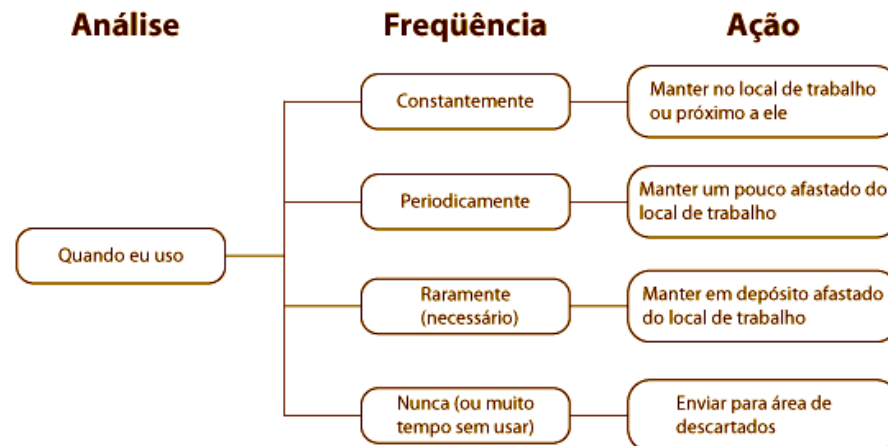 Análise
Freqüência
Ação
Quando eu uso
Constantemente
Manter no local de trabalho
ou próximo a ele
Periodicamente
Manter um pouco afastado do
local de trabalho
Raramente
(necessário)
Manter em depósito afastado
do local de trabalho
Nunca (ou muito
tempo sem usar)
Enviar para área de
descartados